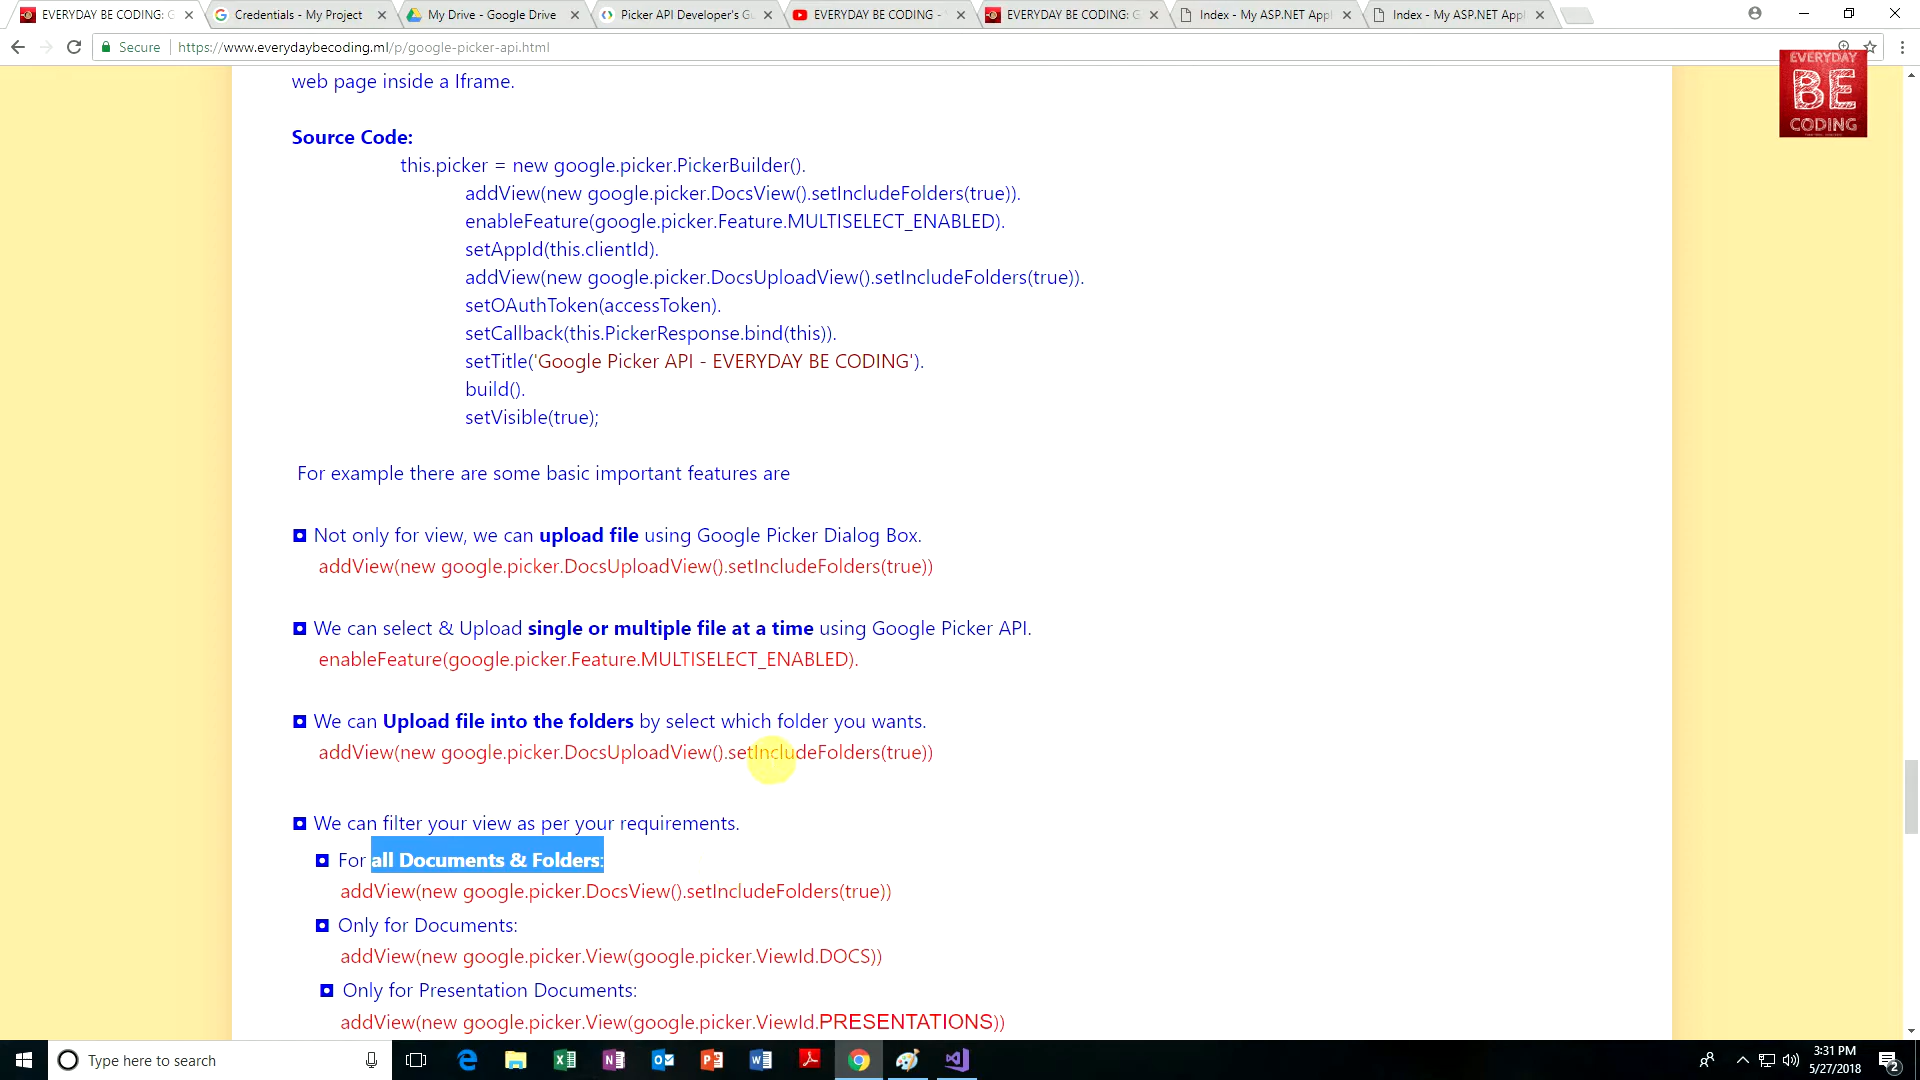 EVERYDAY BE CODING: G
Credentials - My Project
My Drive - Google Drive
Picker API Developer's Gu
EVERYDAY BE CODING -
EVERYDAY BE CODING: G
Index - My ASP.NET Appl
Index - My ASP.NET Appl
Secure
https://www.everydaybecoding.ml/p/google-picker-api.html
EVERYDAY
BE
CODING
web page inside a Iframe.
Source Code:
this.picker = new google.picker.PickerBuilder().
addView(new google.picker.DocsView().setIncludeFolders(true)).
enableFeature(google.picker.Feature.MULTISELECT_ENABLED).
setAppId(this.clientId).
addView(new google.picker.DocsUploadView().setIncludeFolders(true)).
setOAuthToken(accessToken).
setCallback(this.PickerResponse.bind(this)).
setTitle('Google Picker API - EVERYDAY BE CODING').
build().
setVisible(true);
For example there are some basic important features are
Not only for view, we can upload file using Google Picker Dialog Box.
addView(new google.picker.DocsUploadView().setIncludeFolders(true))
We can select & Upload single or multiple file at a time using Google Picker API.
enableFeature(google.picker.Feature.MULTISELECT_ENABLED).
We can Upload file into the folders by select which folder you wants.
addView(new google.picker.DocsUploadView().setIncludeFolders(true))
We can filter your view as per your requirements.
For all Documents & Folders:
addView(new google.picker.DocsView().setIncludeFolders(true))
Only for Documents:
addView(new google.picker.View(google.picker.ViewId.DOCS))
Only for Presentation Documents:
addView(new google.picker.View(google.picker.ViewId.PRESENTATIONS))
Type here to search
3:31 PM
5/27/2018
2